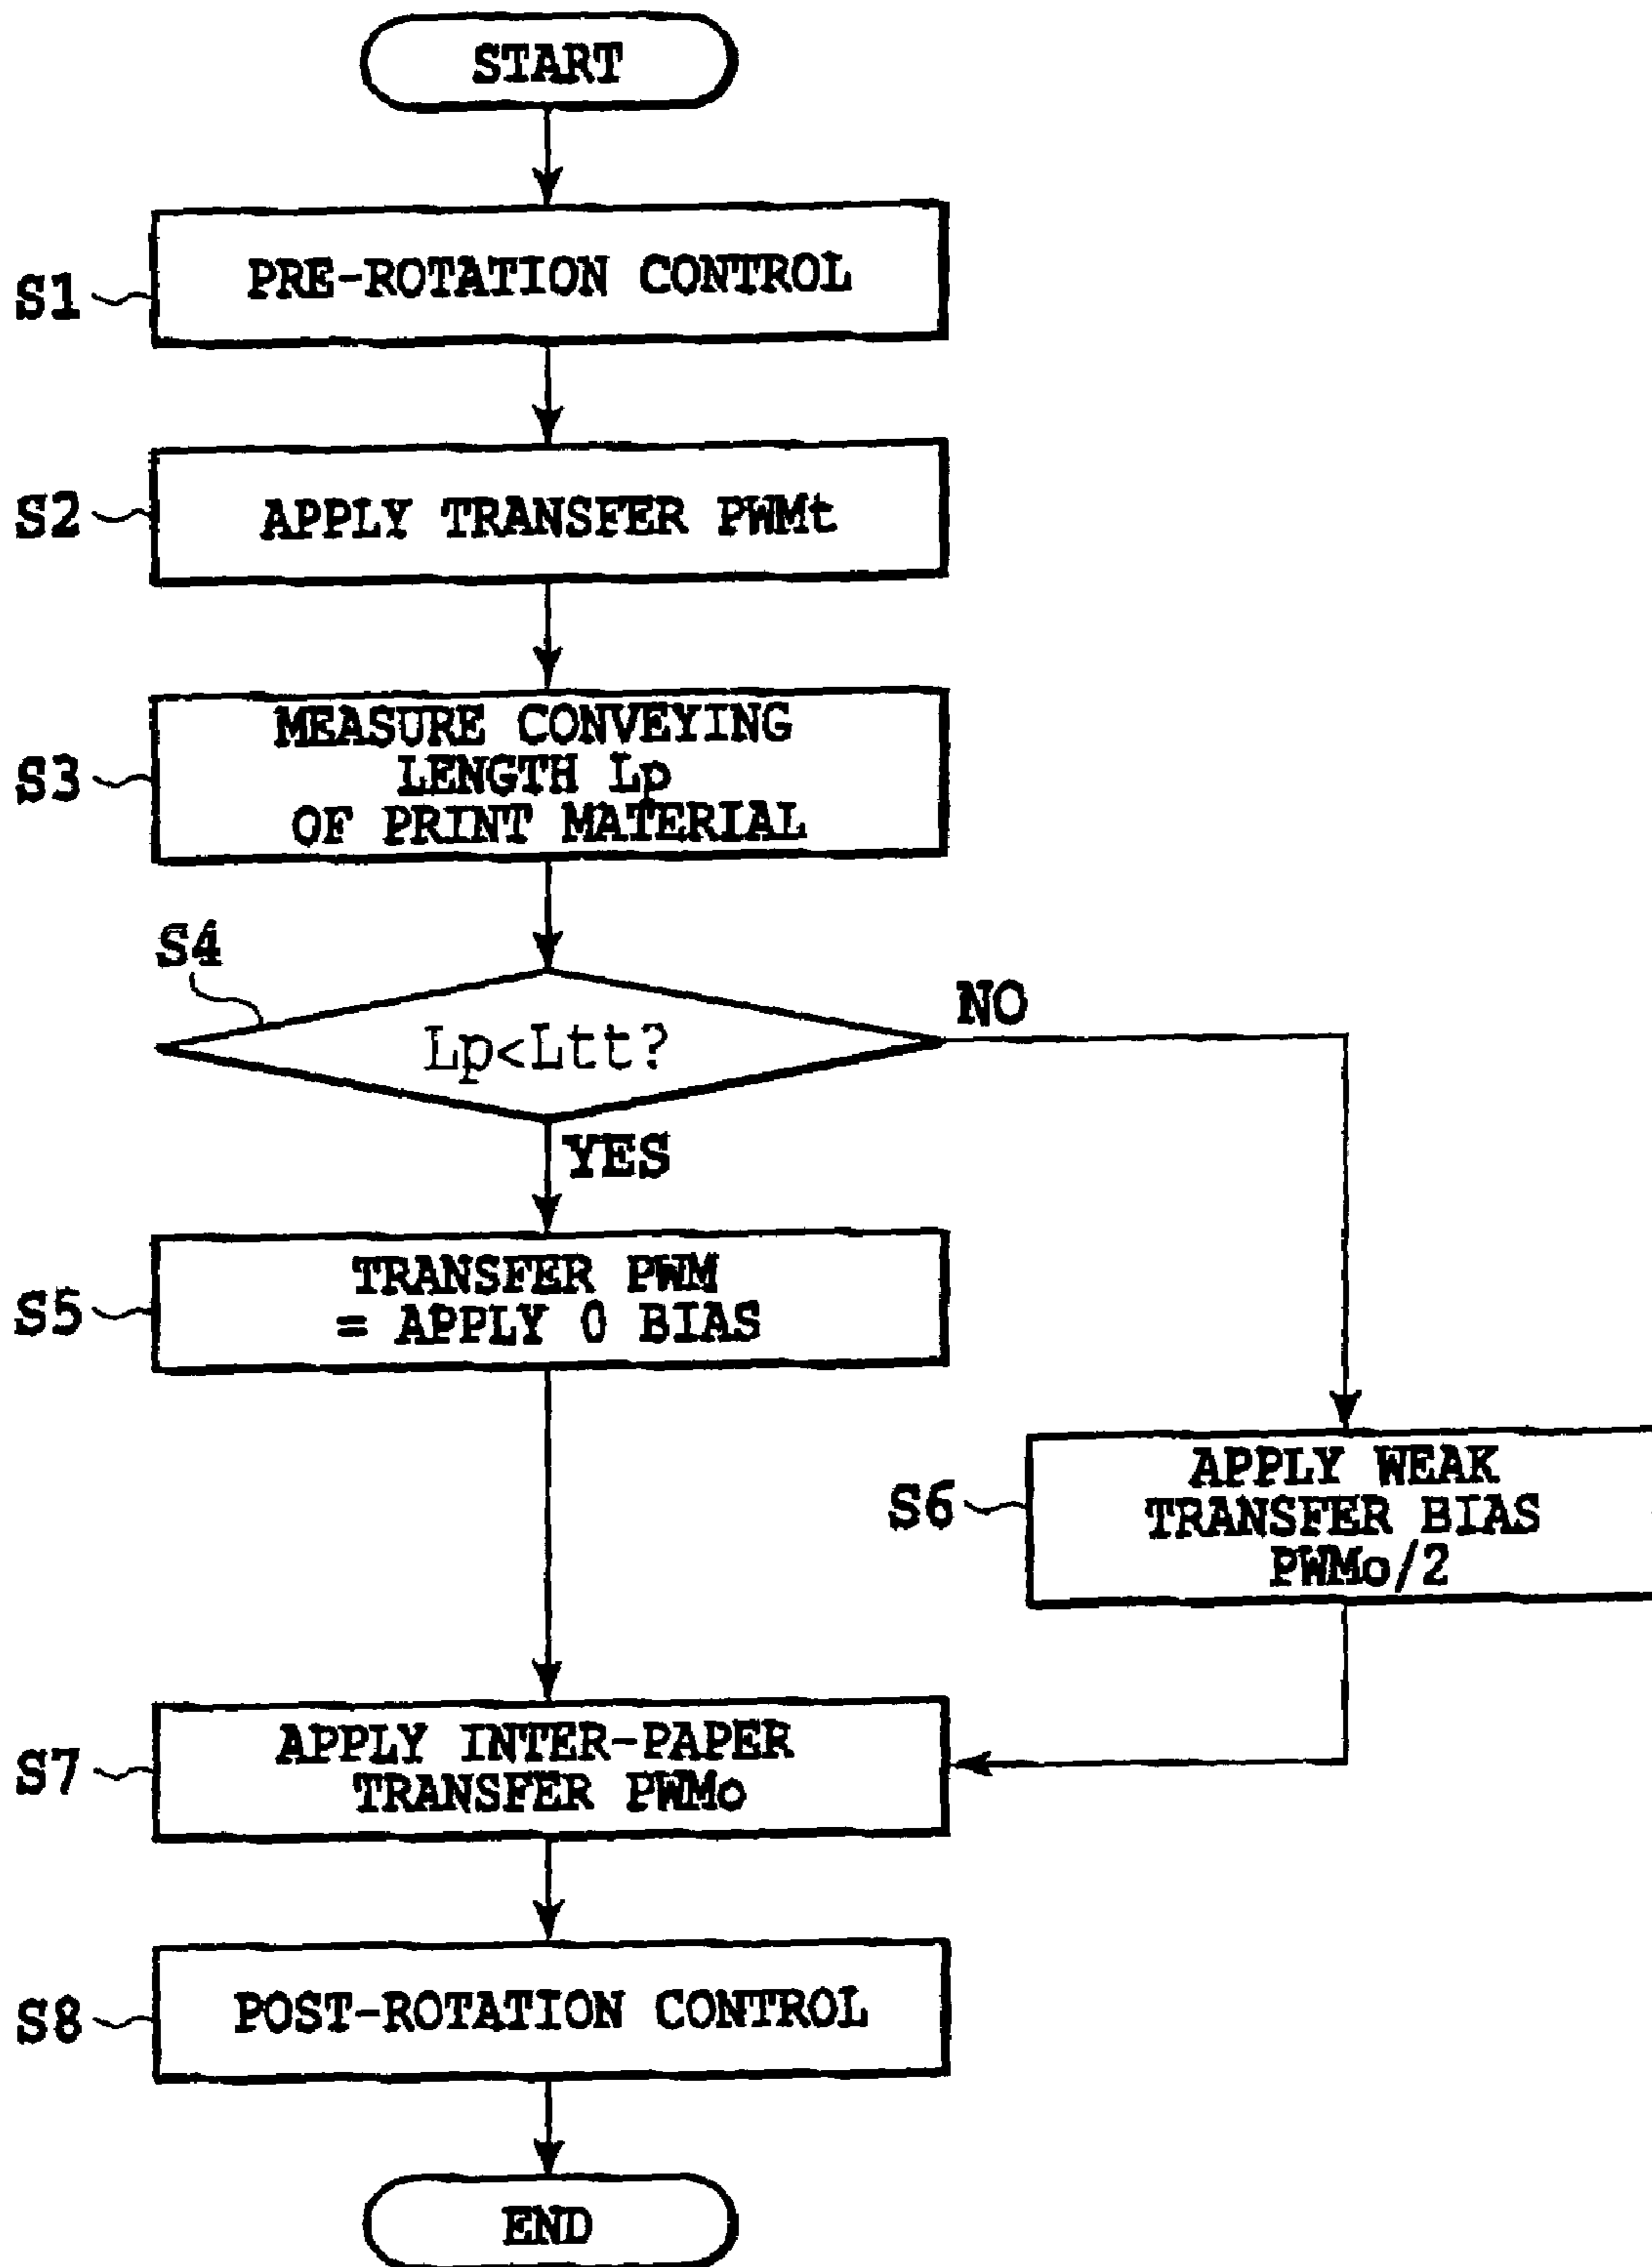 START
S1
PRE-ROTATION CONTROL
S2
APPLY TRANSFER PWMt
S3
MEASURE CONVEYING
LENGTH Lp
OF PRINT MATERIAL
S4
Lp<Ltt?
NO
YES
S5
TRANSFER PWM
= APPLY 0 BIAS
S6
APPLY WEAK
TRANSFER BIAS
PWMo/2
S7
APPLY INTER-PAPER
TRANSFER PWMo
S8
POST-ROTATION CONTROL
END